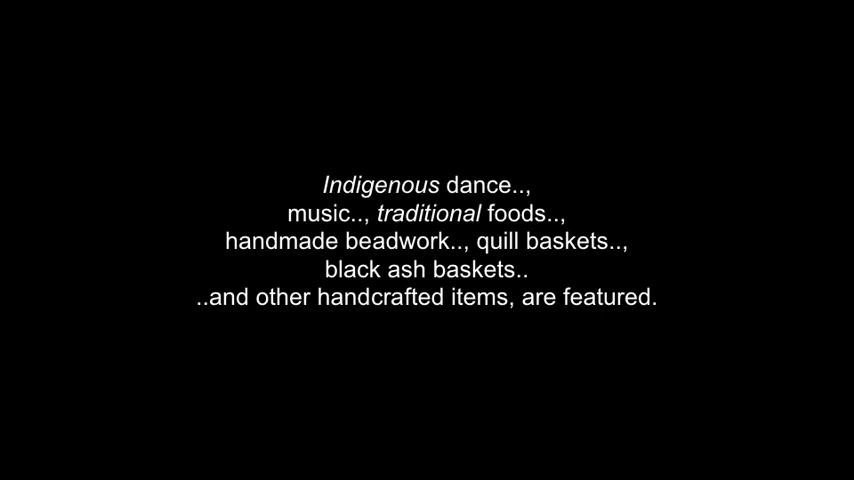 Indigenous dance..,
music.., traditional foods..,
handmade beadwork.., quill baskets..,
black ash baskets..
..and other handcrafted items, are featured.